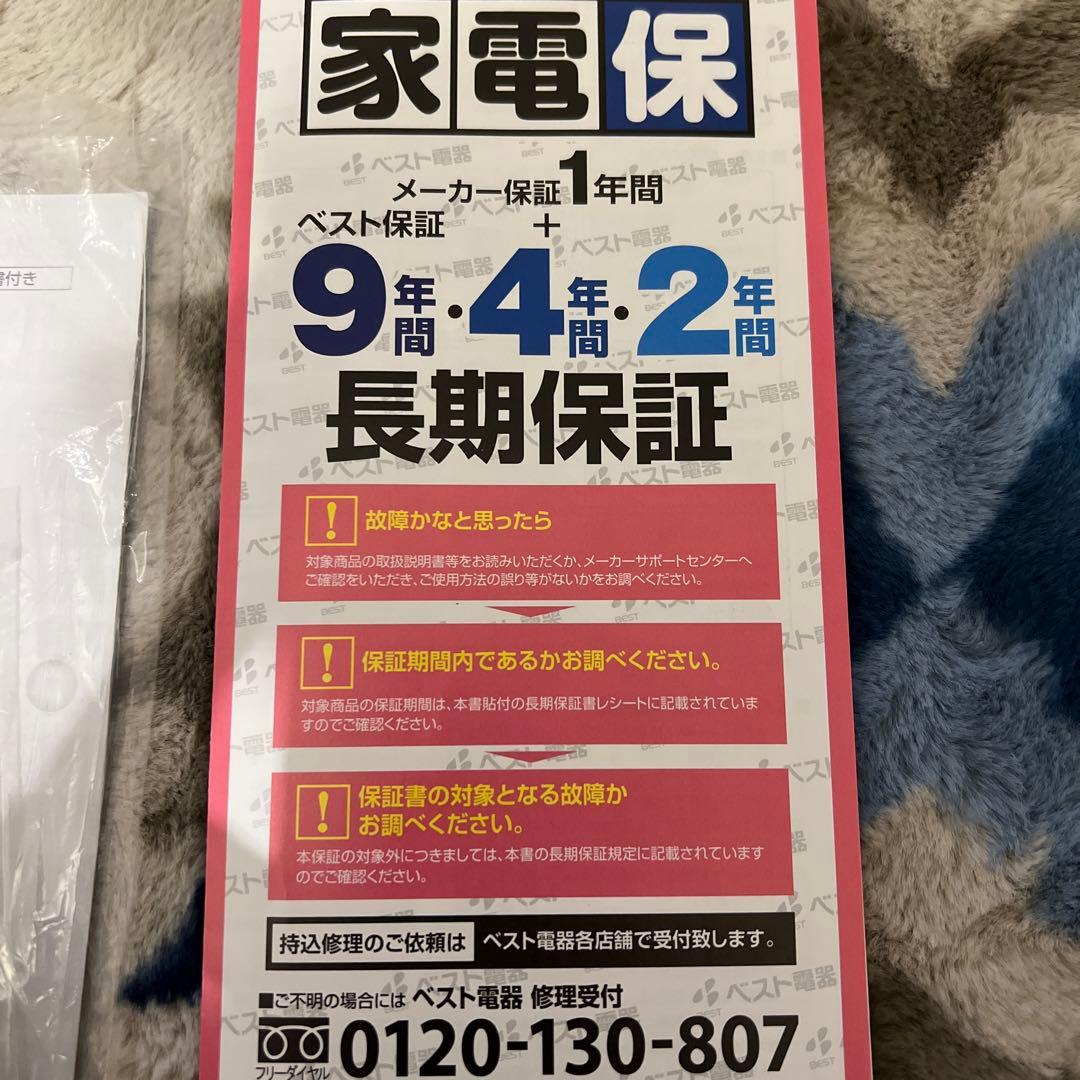 家電保
メーカー保証1年間
ベスト保証 +
9年間・4年間・2年間
長期保証
! 故障かなと思ったら
対象商品の取扱説明書等をお読みいただくか、メーカーサポートセンターへ
ご確認をいただき、ご使用方法の誤り等がないかをお調べください。
! 保証期間内であるかお調べください。
対象商品の保証期間は、本書貼付の長期保証書レシートに記載されていま
すのでご確認ください。
! 保証書の対象となる故障か
お調べください。
本保証の対象外につきましては、本書の長期保証規定に記載されています
のでご確認ください。
持込修理のご依頼は ベスト電器各店舗で受付致します。
■ご不明の場合には ベスト電器 修理受付
フリーダイヤル 0120-130-807
書付き
ベスト電器
BEST